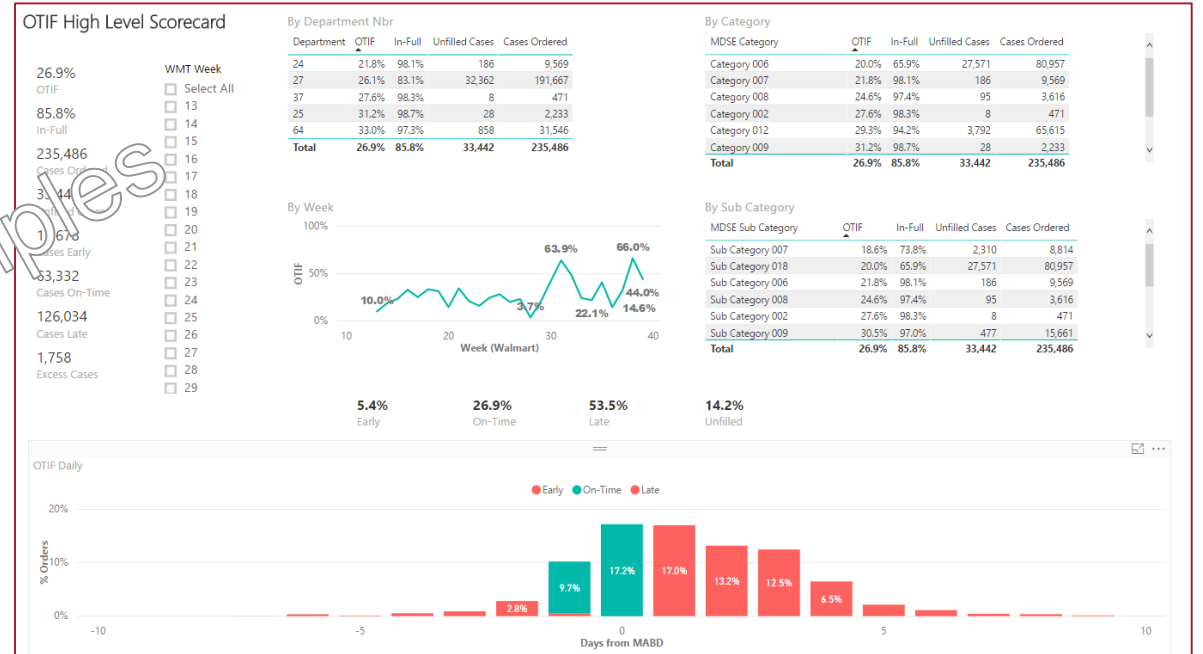 OTIF High Level Scorecard
26.9%
OTIF
85.8%
In-Full
235,486
Cases Ordered
Cases Early
63,332
Cases On-Time
126,034
Cases Late
1,758
Excess Cases
WMT Week
Select All
13
14
15
16
17
18
19
20
21
22
23
24
25
26
27
28
29
By Department Nbr
Department OTIF In-Full Unfilled Cases Cases Ordered
24 21.8% 98.1% 186 9,569
27 26.1% 83.1% 32,362 191,667
37 27.6% 98.3% 8 471
25 31.2% 98.7% 28 2,233
64 33.0% 97.3% 858 31,546
Total 26.9% 85.8% 33,442 235,486
By Category
MDSE Category OTIF In-Full Unfilled Cases Cases Ordered
Category 006 20.0% 65.9% 27,571 80,957
Category 007 21.8% 98.1% 186 9,569
Category 008 24.6% 97.4% 95 3,616
Category 002 27.6% 98.3% 8 471
Category 012 29.3% 94.2% 3,792 65,615
Category 009 31.2% 98.7% 28 2,233
Total 26.9% 85.8% 33,442 235,486
By Week
100%
50%
0%
OTIF
10.0%
3.7%
63.9%
22.1%
66.0%
44.0%
14.6%
10 20 30 40
Week (Walmart)
By Sub Category
MDSE Sub Category OTIF In-Full Unfilled Cases Cases Ordered
Sub Category 007 18.6% 73.8% 2,310 8,814
Sub Category 018 20.0% 65.9% 27,571 80,957
Sub Category 006 21.8% 98.1% 186 9,569
Sub Category 008 24.6% 97.4% 95 3,616
Sub Category 002 27.6% 98.3% 8 471
Sub Category 009 30.5% 97.0% 477 15,661
Total 26.9% 85.8% 33,442 235,486
5.4% 26.9% 53.5% 14.2%
Early On-Time Late Unfilled
OTIF Daily
Early On-Time Late
20%
10%
0%
% Orders
2.8% 9.7% 17.2% 17.0% 13.2% 12.5% 6.5%
-10 -5 0 5 10
Days from MABD